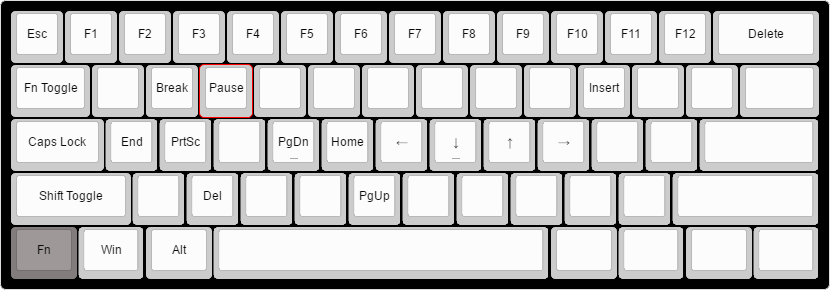 Esc F1 F2 F3 F4 F5 F6 F7 F8 F9 F10 F11 F12 Delete
Fn Toggle Break Pause Insert
Caps Lock End PrtSc PgDn _ Home ← ↓ _ ↑ →
Shift Toggle Del PgUp
Fn Win Alt